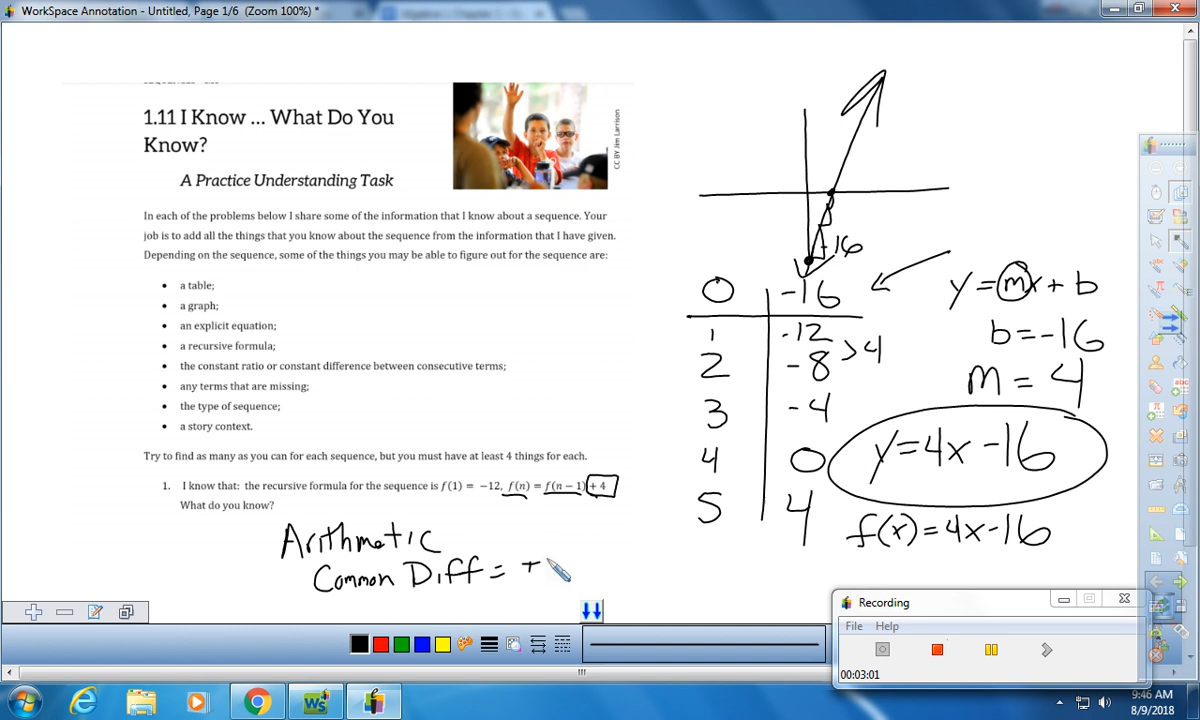 WorkSpace Annotation - Untitled, Page 1/6 (Zoom 100%) *
1.11 I Know ... What Do You
Know?
A Practice Understanding Task
CC BY Jim Larrison
In each of the problems below I share some of the information that I know about a sequence. Your
job is to add all the things that you know about the sequence from the information that I have given.
Depending on the sequence, some of the things you may be able to figure out for the sequence are:
• a table;
• a graph;
• an explicit equation;
• a recursive formula;
• the constant ratio or constant difference between consecutive terms;
• any terms that are missing;
• the type of sequence;
• a story context.
Try to find as many as you can for each sequence, but you must have at least 4 things for each.
1. I know that: the recursive formula for the sequence is f(1) = −12, f(n) = f(n − 1) + 4
What do you know?
Arithmetic
Common Diff = +
-16
0 -16
1 -12
2 -8
>4
3 -4
4 0
5 4
y = mx + b
b = -16
m = 4
y = 4x - 16
f(x) = 4x - 16
Recording
File Help
00:03:01
9:46 AM
8/9/2018